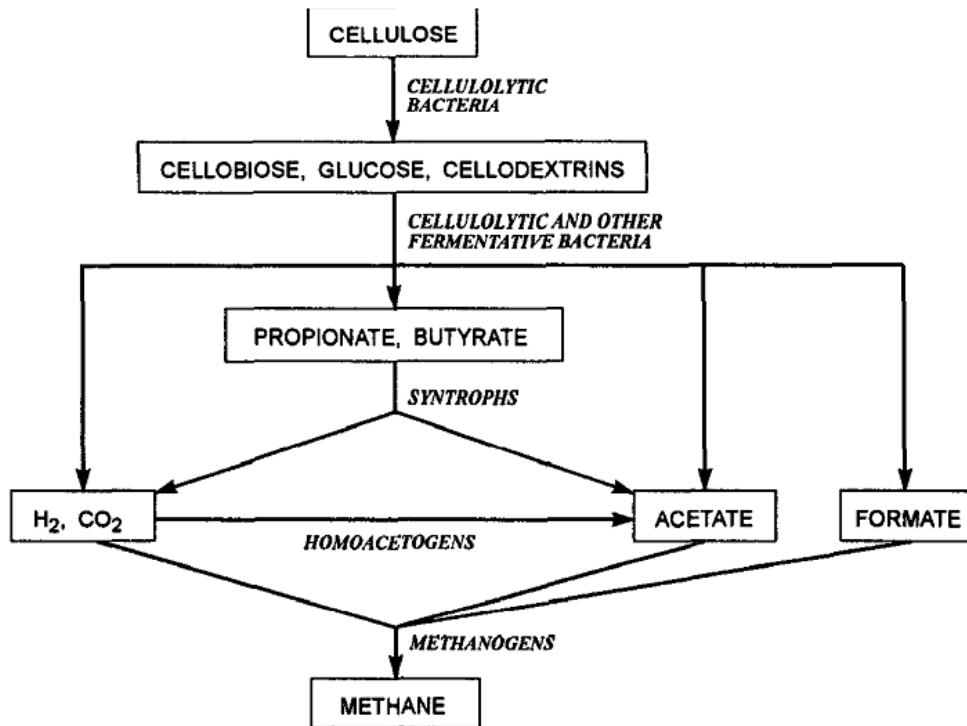 CELLULOSE
CELLULOLYTIC
BACTERIA
CELLOBIOSE, GLUCOSE, CELLODEXTRINS
CELLULOLYTIC AND OTHER
FERMENTATIVE BACTERIA
PROPIONATE, BUTYRATE
SYNTROPHS
H₂, CO₂
ACETATE
FORMATE
HOMOACETOGENS
METHANOGENS
METHANE